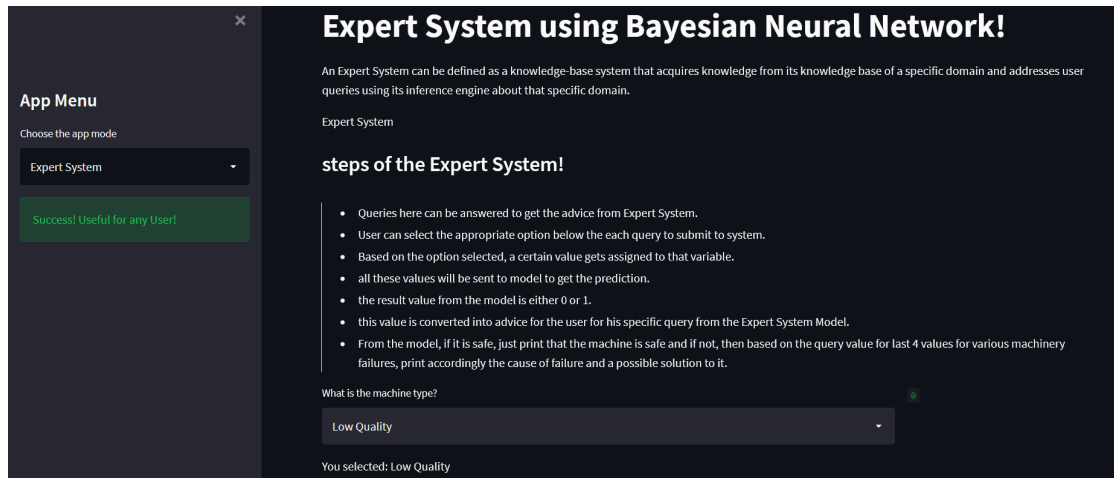 ×
App Menu
Choose the app mode
Expert System
Success! Useful for any User!
Expert System using Bayesian Neural Network!
An Expert System can be defined as a knowledge-base system that acquires knowledge from its knowledge base of a specific domain and addresses user
queries using its inference engine about that specific domain.
Expert System
steps of the Expert System!
• Queries here can be answered to get the advice from Expert System.
• User can select the appropriate option below the each query to submit to system.
• Based on the option selected, a certain value gets assigned to that variable.
• all these values will be sent to model to get the prediction.
• the result value from the model is either 0 or 1.
• this value is converted into advice for the user for his specific query from the Expert System Model.
• From the model, if it is safe, just print that the machine is safe and if not, then based on the query value for last 4 values for various machinery
failures, print accordingly the cause of failure and a possible solution to it.
What is the machine type?
0
Low Quality
You selected: Low Quality